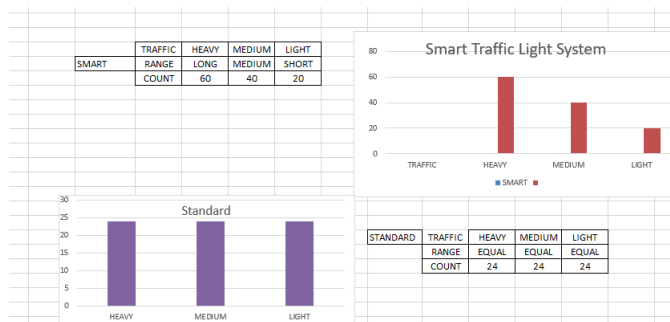 TRAFFIC HEAVY MEDIUM LIGHT
SMART RANGE LONG MEDIUM SHORT
COUNT 60 40 20
Smart Traffic Light System
80
60
40
20
0
TRAFFIC HEAVY MEDIUM LIGHT
SMART
Standard
30
25
20
15
10
5
0
HEAVY MEDIUM LIGHT
STANDARD TRAFFIC HEAVY MEDIUM LIGHT
RANGE EQUAL EQUAL EQUAL
COUNT 24 24 24